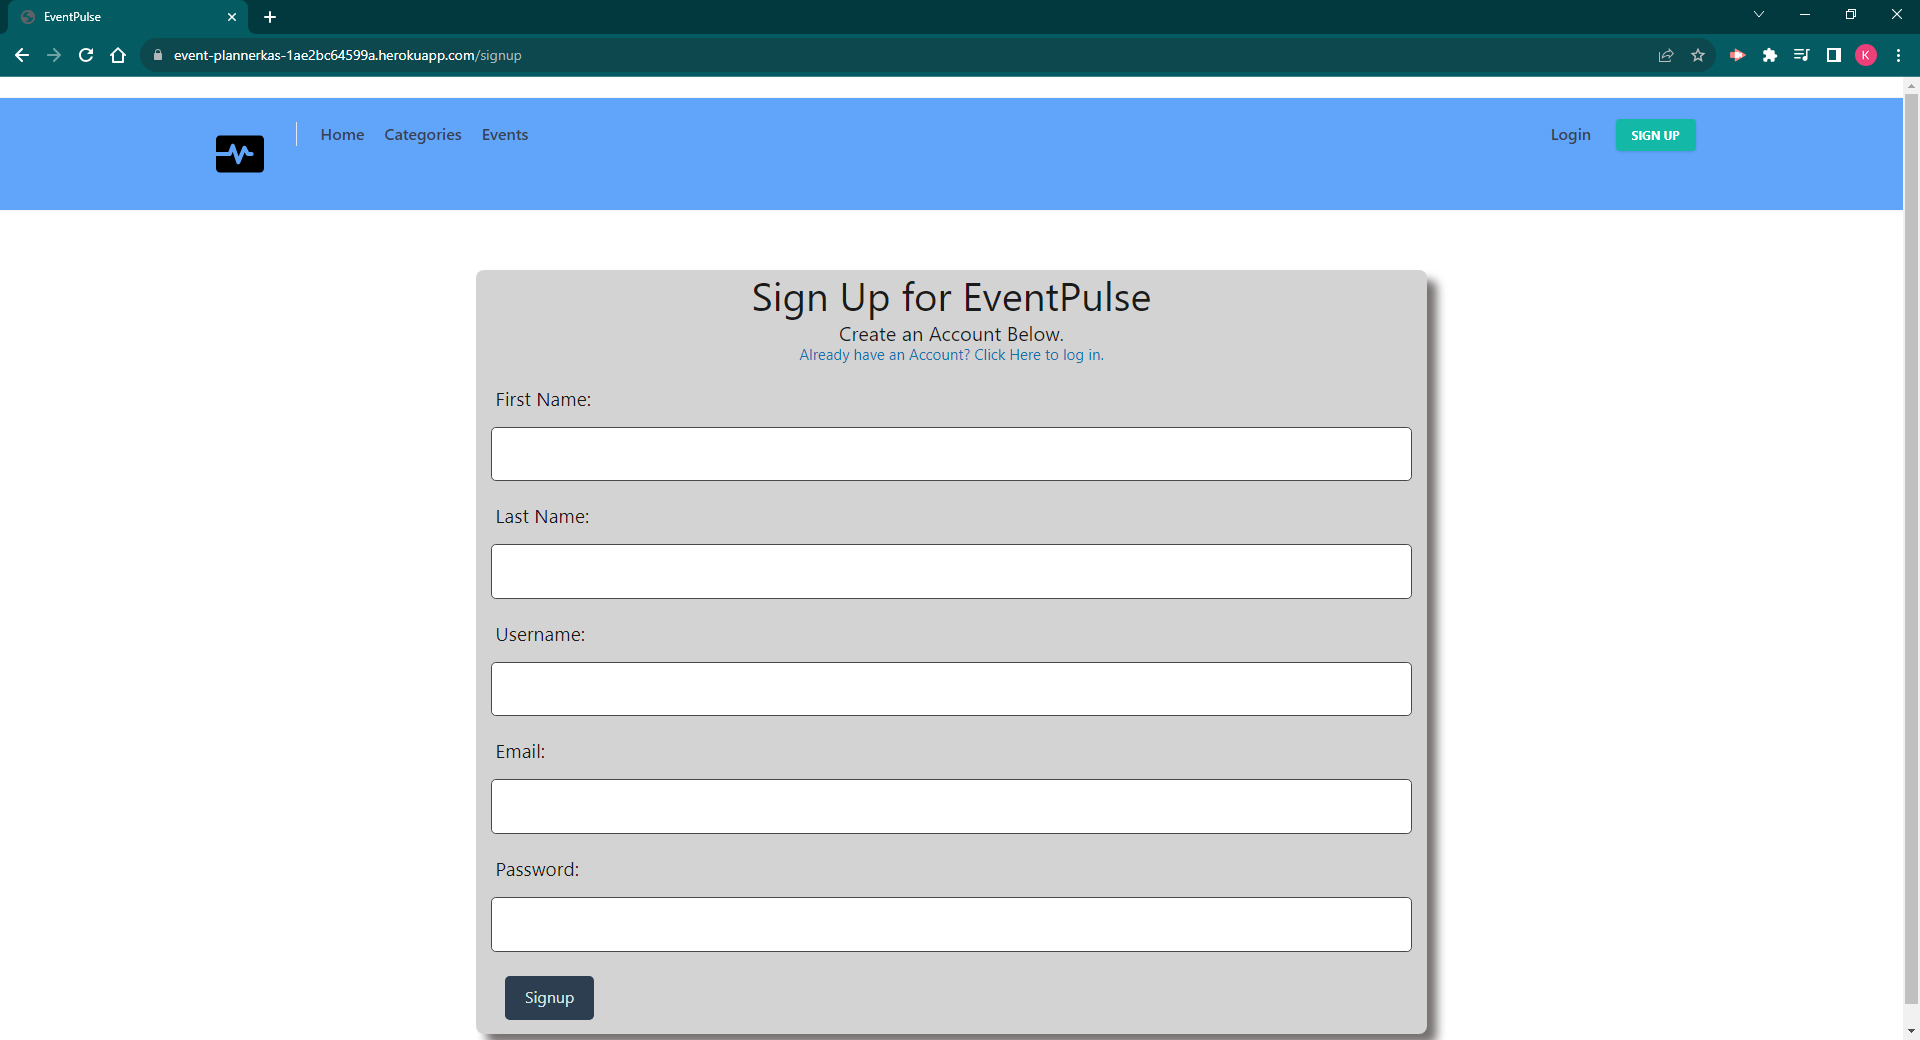 EventPulse
event-plannerkas-1ae2bc64599a.herokuapp.com/signup
K
Home Categories Events Login SIGN UP
Sign Up for EventPulse
Create an Account Below.
Already have an Account? Click Here to log in.
First Name:
Last Name:
Username:
Email:
Password:
Signup